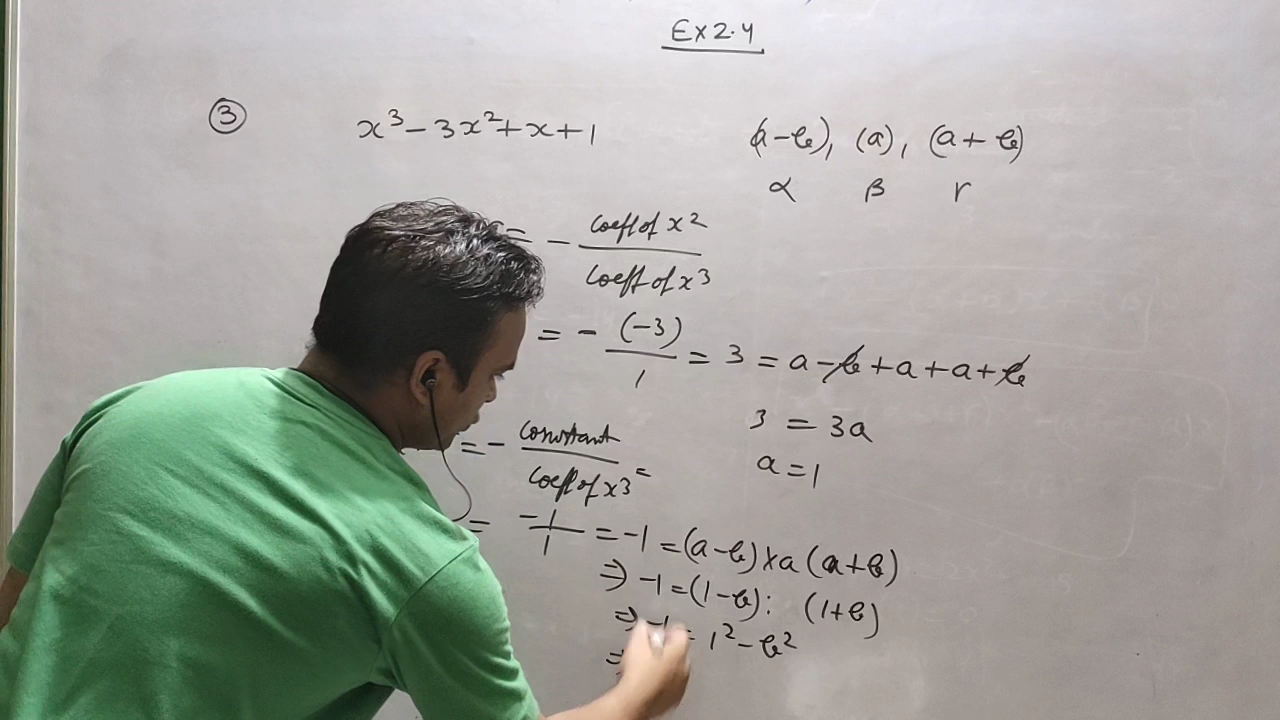 Ex 2.4
③ x³ - 3x² + x + 1 (a-b), (a), (a+b)
α β r
= - coeff of x² / coeff of x³
= - (-3) / 1 = 3 = a - b + a + a + b
3 = 3a
a = 1
= - constant / coeff of x³ =
= -1 / 1 = -1 = (a-b) x a (a+b)
⇒ -1 = (1-b) : (1+b)
⇒ -1 = 1² - b²
⇒